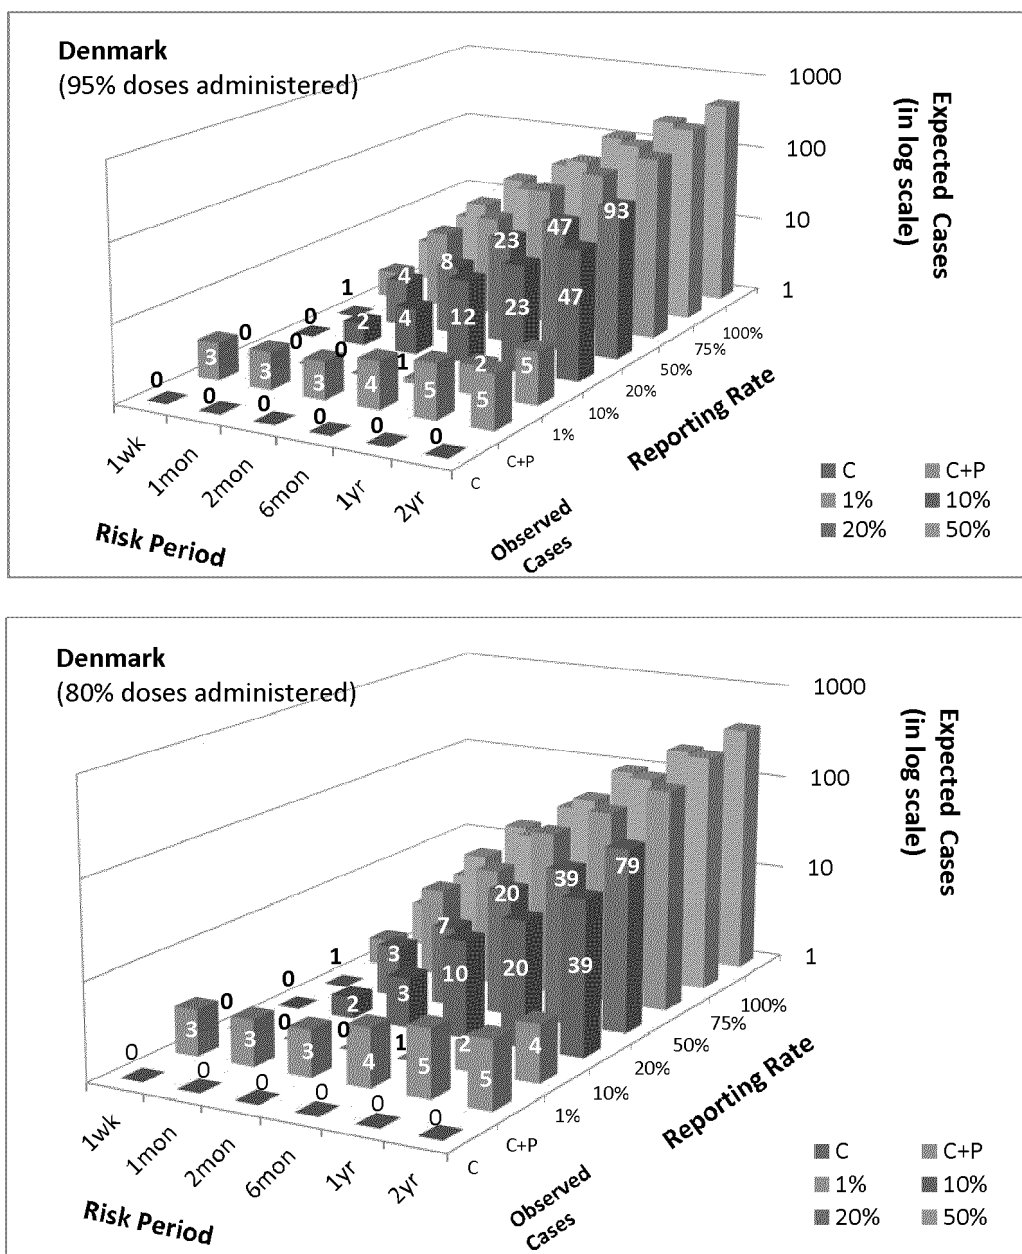 Denmark
(95% doses administered)
1000
100
10
1
Expected Cases
(in log scale)
93
47
23
8
4
1
0
0
47
23
12
4
2
0
0
5
2
1
0
3
3
3
4
5
5
0
0
0
0
0
0
1wk
1mon
2mon
6mon
1yr
2yr
Risk Period
C
C+P
1%
10%
20%
50%
75%
100%
Observed
Cases
Reporting Rate
C C+P
1% 10%
20% 50%
Denmark
(80% doses administered)
1000
100
10
1
Expected Cases
(in log scale)
79
39
20
7
3
1
0
0
39
20
10
3
2
0
0
4
2
1
3
3
3
4
5
5
0
0
0
0
0
0
1wk
1mon
2mon
6mon
1yr
2yr
Risk Period
C
C+P
1%
10%
20%
50%
75%
100%
Observed
Cases
Reporting Rate
C C+P
1% 10%
20% 50%